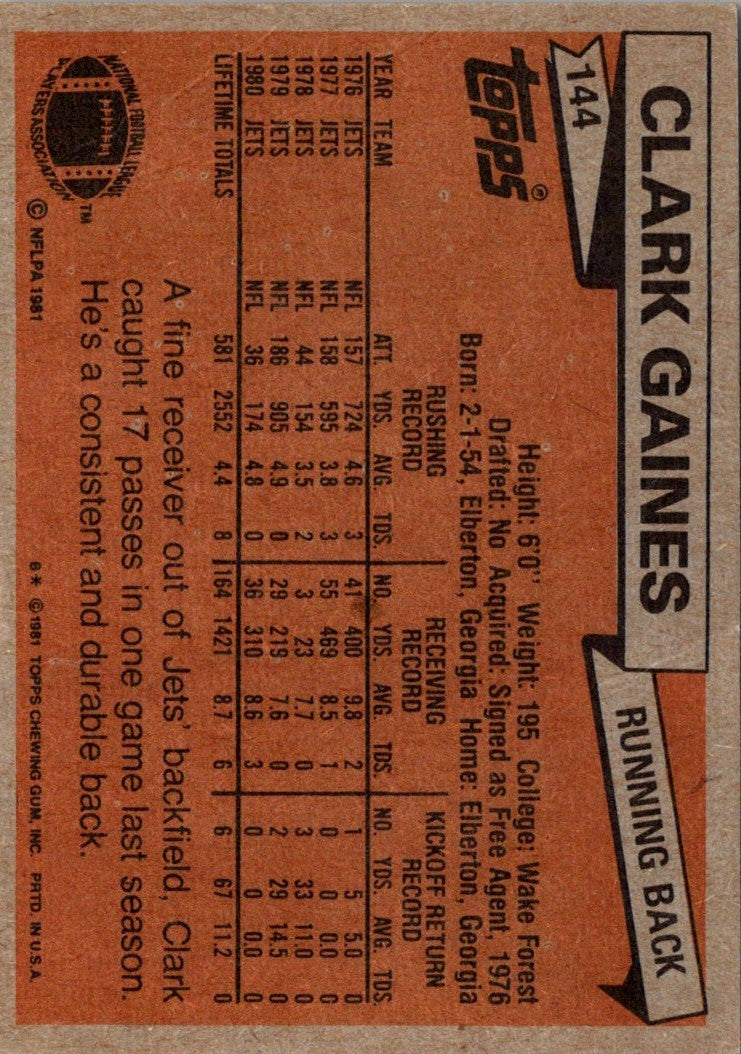 CLARK GAINES
RUNNING BACK
144
TOPPS®
Height: 6'0" Weight: 195 College: Wake Forest
Drafted: No Acquired: Signed as Free Agent, 1976
Born: 2-1-54, Elberton, Georgia Home: Elberton, Georgia
RUSHING RECORD RECEIVING RECORD KICKOFF RETURN RECORD
YEAR TEAM ATT. YDS. AVG. TDS. NO. YDS. AVG. TDS. NO. YDS. AVG. TDS.
1976 JETS NFL 157 724 4.6 3 41 400 9.8 2 1 5 5.0 0
1977 JETS NFL 158 595 3.8 3 55 469 8.5 1 0 0 0.0 0
1978 JETS NFL 44 154 3.5 2 3 23 7.7 0 3 33 11.0 0
1979 JETS NFL 186 905 4.9 0 29 219 7.6 0 2 29 14.5 0
1980 JETS NFL 36 174 4.8 0 36 310 8.6 3 0 0 0.0 0
LIFETIME TOTALS 581 2552 4.4 8 164 1421 8.7 6 6 67 11.2 0
A fine receiver out of Jets' backfield, Clark
caught 17 passes in one game last season.
He's a consistent and durable back.
NATIONAL FOOTBALL LEAGUE
PLAYERS ASSOCIATION
TM
© NFLPA 1981
B* © 1981 TOPPS CHEWING GUM, INC. PRTD. IN U.S.A.